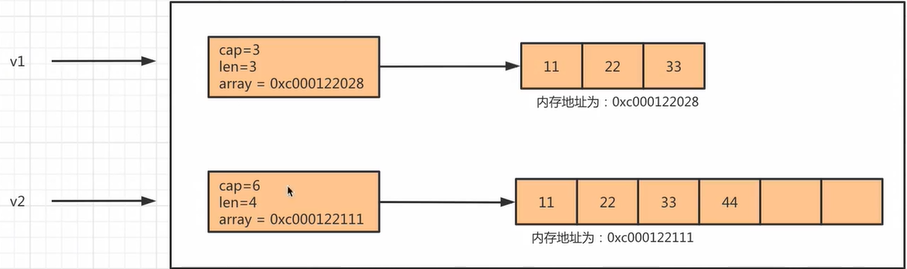 v1
cap=3
len=3
array = 0xc000122028
11 22 33
内存地址为：0xc000122028
v2
cap=6
len=4
array = 0xc000122111
11 22 33 44
内存地址为：0xc000122111